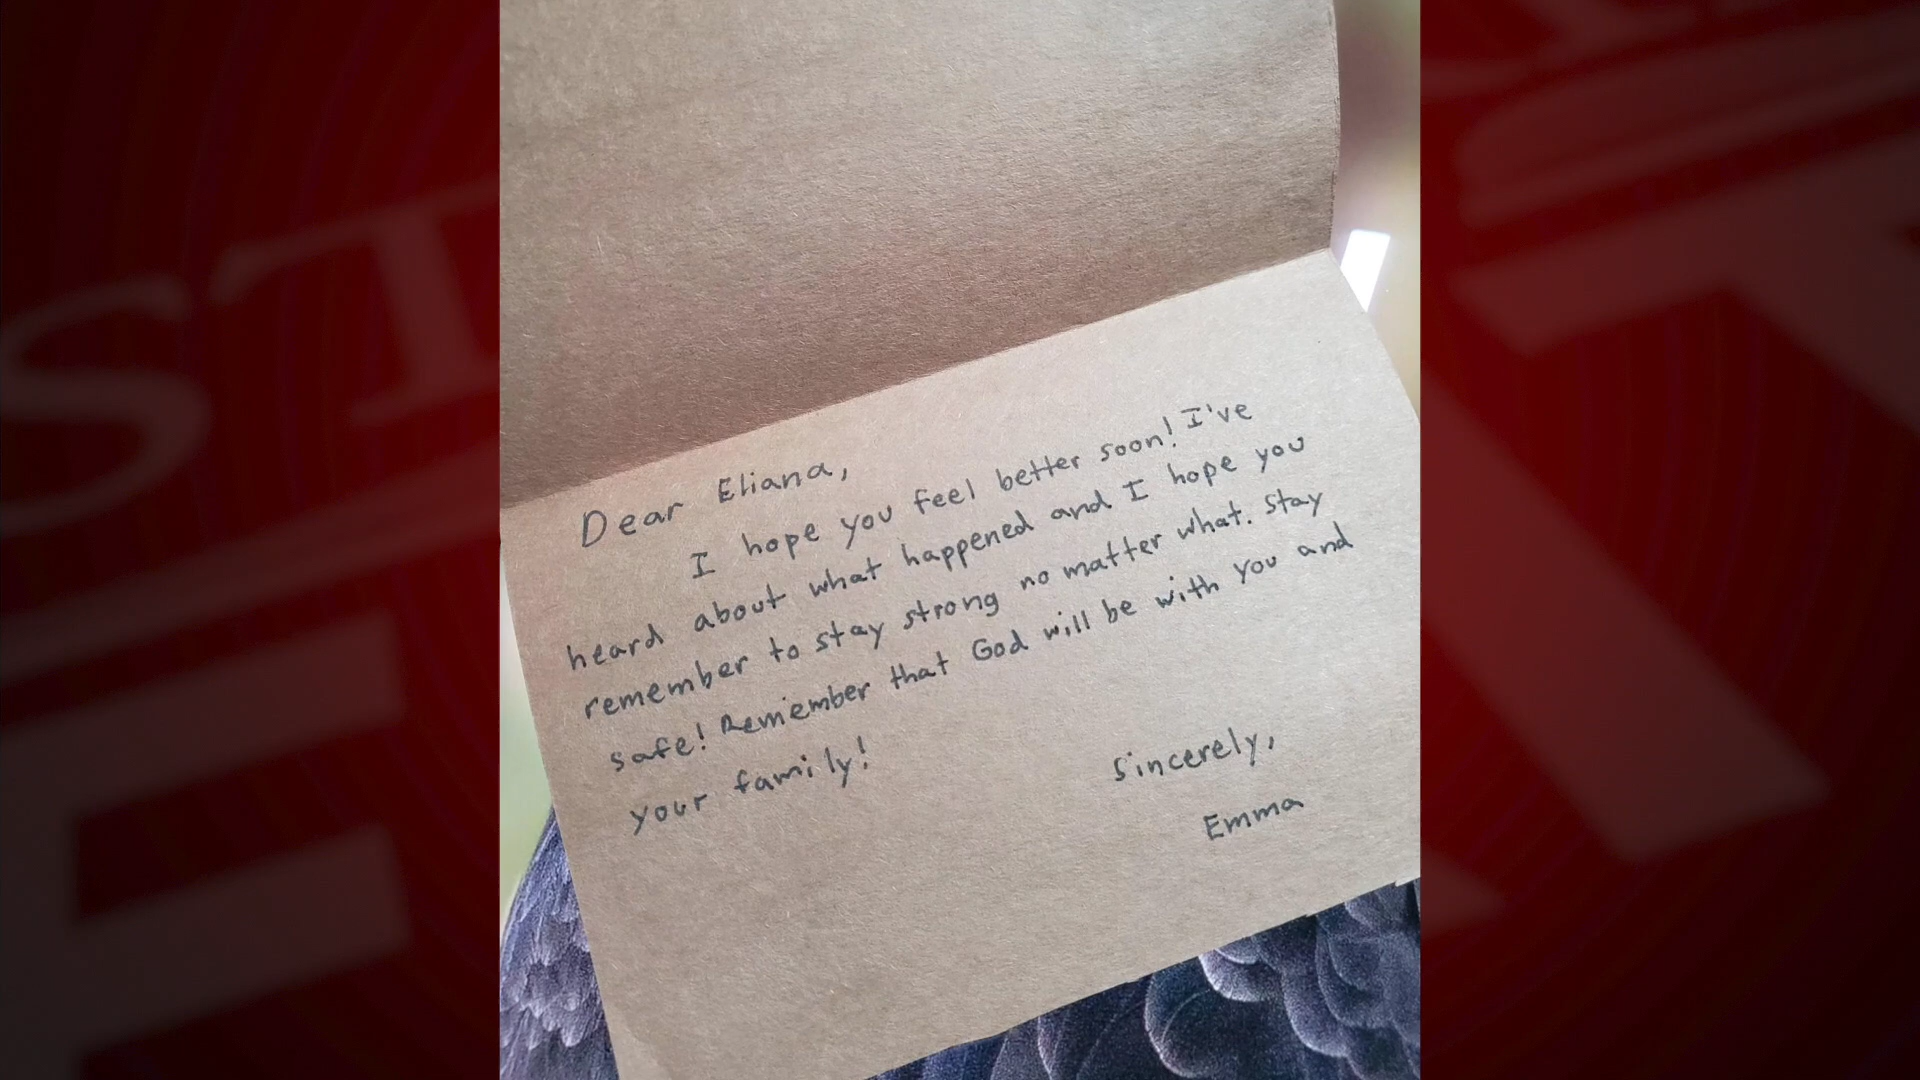 Dear Eliana,
I hope you feel better soon! I've
heard about what happened and I hope you
remember to stay strong no matter what. Stay
safe! Remember that God will be with you and
your family!
Sincerely,
Emma